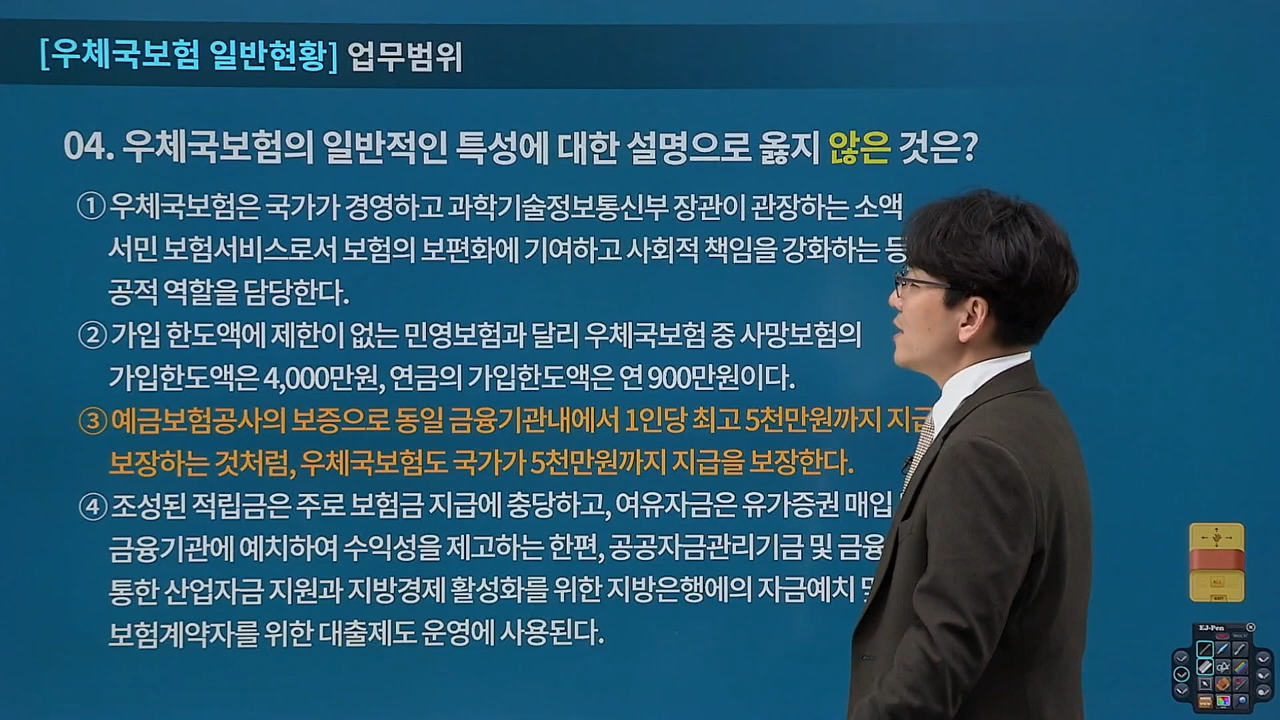 [우체국보험 일반현황] 업무범위
04. 우체국보험의 일반적인 특성에 대한 설명으로 옳지 않은 것은?
① 우체국보험은 국가가 경영하고 과학기술정보통신부 장관이 관장하는 소액
서민 보험서비스로서 보험의 보편화에 기여하고 사회적 책임을 강화하는 등
공적 역할을 담당한다.
② 가입 한도액에 제한이 없는 민영보험과 달리 우체국보험 중 사망보험의
가입한도액은 4,000만원, 연금의 가입한도액은 연 900만원이다.
③ 예금보험공사의 보증으로 동일 금융기관내에서 1인당 최고 5천만원까지 지급
보장하는 것처럼, 우체국보험도 국가가 5천만원까지 지급을 보장한다.
④ 조성된 적립금은 주로 보험금 지급에 충당하고, 여유자금은 유가증권 매입
금융기관에 예치하여 수익성을 제고하는 한편, 공공자금관리기금 및 금융
통한 산업자금 지원과 지방경제 활성화를 위한 지방은행에의 자금예치 및
보험계약자를 위한 대출제도 운영에 사용된다.
EJ-Pen